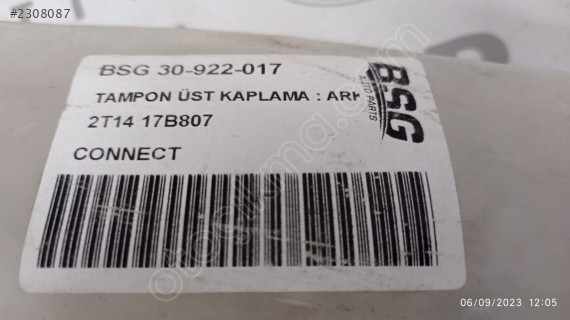 #2308087
BSG 30-922-017
TAMPON ÜST KAPLAMA : ARK
2T14 17B807
CONNECT
BSG
AUTO PARTS
06/09/2023 12:05